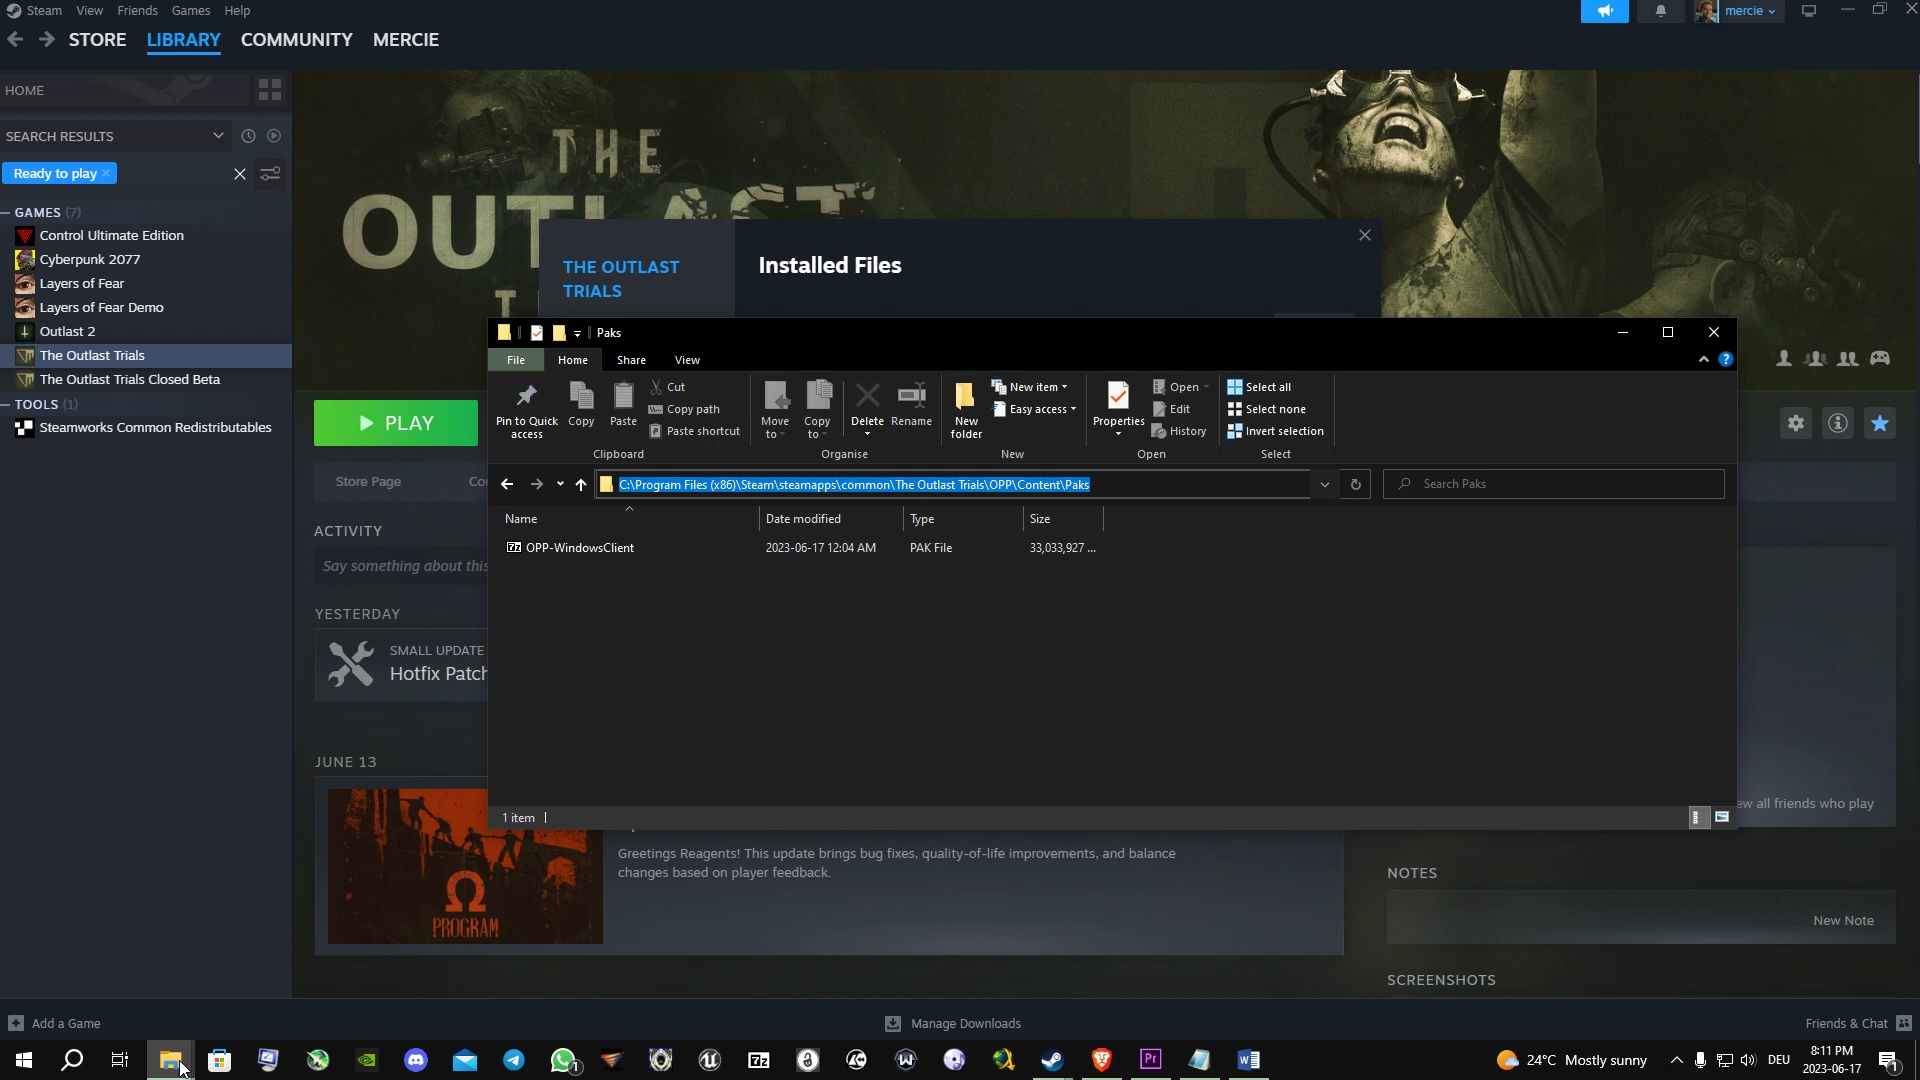 Steam View Friends Games Help
mercie
STORE LIBRARY COMMUNITY MERCIE
HOME
SEARCH RESULTS
Ready to play
GAMES (7)
Control Ultimate Edition
Cyberpunk 2077
Layers of Fear
Layers of Fear Demo
Outlast 2
The Outlast Trials
The Outlast Trials Closed Beta
TOOLS (1)
Steamworks Common Redistributables
THE
THE OUTLAST
TRIALS
Installed Files
PLAY
Store Page
ACTIVITY
Say something about this
YESTERDAY
SMALL UPDATE
Hotfix Patch
JUNE 13
PROGRAM
Greetings Reagents! This update brings bug fixes, quality-of-life improvements, and balance
changes based on player feedback.
Paks
File Home Share View
Pin to Quick
access
Copy
Paste
Cut
Copy path
Paste shortcut
Clipboard
Move
to
Copy
to
Delete
Rename
Organise
New
folder
New item
Easy access
New
Properties
Open
Edit
History
Open
Select all
Select none
Invert selection
Select
C:\Program Files (x86)\Steam\steamapps\common\The Outlast Trials\OPP\Content\Paks
Search Paks
Name Date modified Type Size
OPP-WindowsClient 2023-06-17 12:04 AM PAK File 33,033,927 ...
1 item
all friends who play
NOTES
New Note
SCREENSHOTS
Add a Game
Manage Downloads
Friends & Chat
7z
Pr
24°C Mostly sunny
DEU
8:11 PM
2023-06-17
1